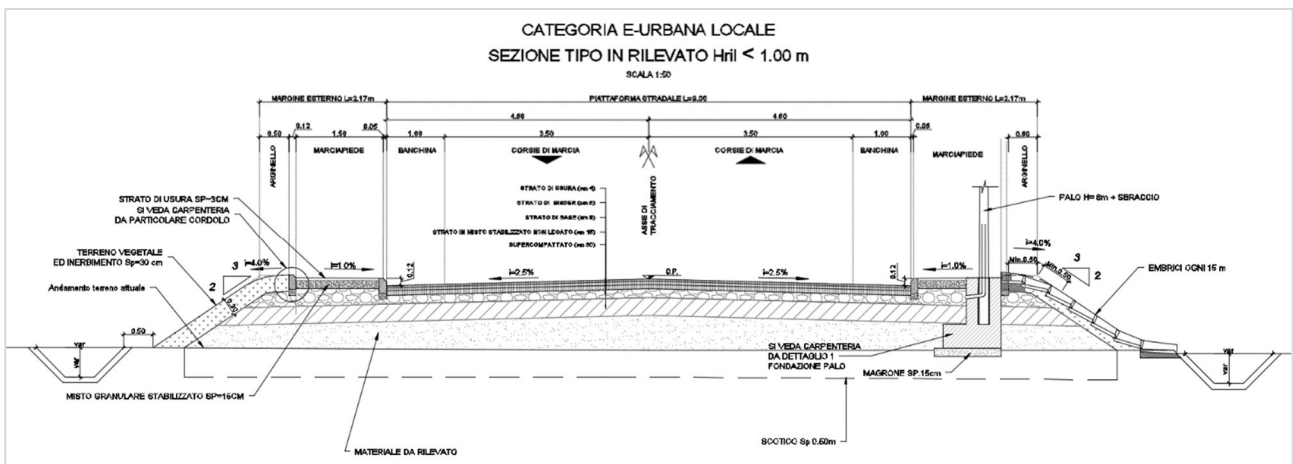 CATEGORIA E-URBANA LOCALE
SEZIONE TIPO IN RILEVATO Hril < 1.00 m
SCALA 1:50
MARGINE ESTERNO L=2.17m
PIATTAFORMA STRADALE L=9.00
MARGINE ESTERNO L=2.17m
4.50
4.50
0.50
0.12
1.50
0.05
1.00
3.50
3.50
1.00
0.05
0.50
ARGINELLO
MARCIAPIEDE
BANCHINA
CORSIE DI MARCIA
CORSIE DI MARCIA
MARCIAPIEDE
ARGINELLO
ASSE DI
TRACCIAMENTO
STRATO DI USURA SP=3CM
SI VEDA CARPENTERIA
DA PARTICOLARE CORDOLO
STRATO DI USURA
STRATO DI BINDER
STRATO DI BASE
STRATO IN MISTO STABILIZZATO NON LEGATO
SUPERCOMPATTATO
PALO H= 8m + SBRACCIO
TERRENO VEGETALE
ED INERBIMENTO Sp=30 cm
3
2
i=4.0%
i=1.0%
0.12
i=2.5%
Q.P.
i=2.5%
0.12
i=1.0%
i=4.0%
Min.0.50
Min.0.50
3
2
EMBRICI OGNI 15 m
Andamento terreno attuale
0.50
var
var
var
var
SI VEDA CARPENTERIA
DA DETTAGLIO 1
FONDAZIONE PALO
MAGRONE SP.15cm
MISTO GRANULARE STABILIZZATO SP=15CM
MATERIALE DA RILEVATO
SCOTICO Sp 0.50m